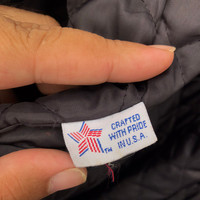 CRAFTED
WITH PRIDE
TM IN U.S.A.